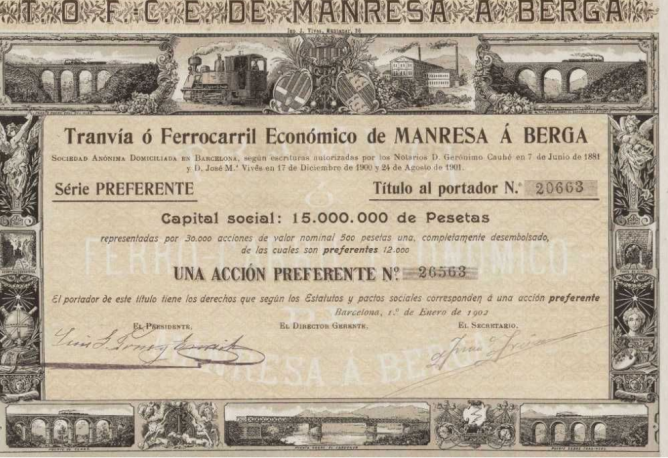 T. O F. C. E. DE MANRESA Á BERGA
Tranvía ó Ferrocarril Económico de MANRESA Á BERGA
SOCIEDAD ANÓNIMA DOMICILIADA EN BARCELONA, según escrituras autorizadas por los Notarios D. Gerónimo Cahué en 7 de Junio de 1881
y D. José M.ª Vivés en 17 de Diciembre de 1900 y 24 de Agosto de 1901.
Série PREFERENTE
Título al portador N.º 20663
Capital social: 15.000.000 de Pesetas
representadas por 30.000 acciones de valor nominal 500 pesetas una, completamente desembolsado,
de las cuales son preferentes 12.000
UNA ACCIÓN PREFERENTE N.º 20563
El portador de este título tiene los derechos que según los Estatutos y pactos sociales corresponden á una acción preferente
Barcelona, 1.º de Enero de 1902
EL PRESIDENTE,
EL DIRECTOR GERENTE,
EL SECRETARIO,
MANRESA Á BERGA